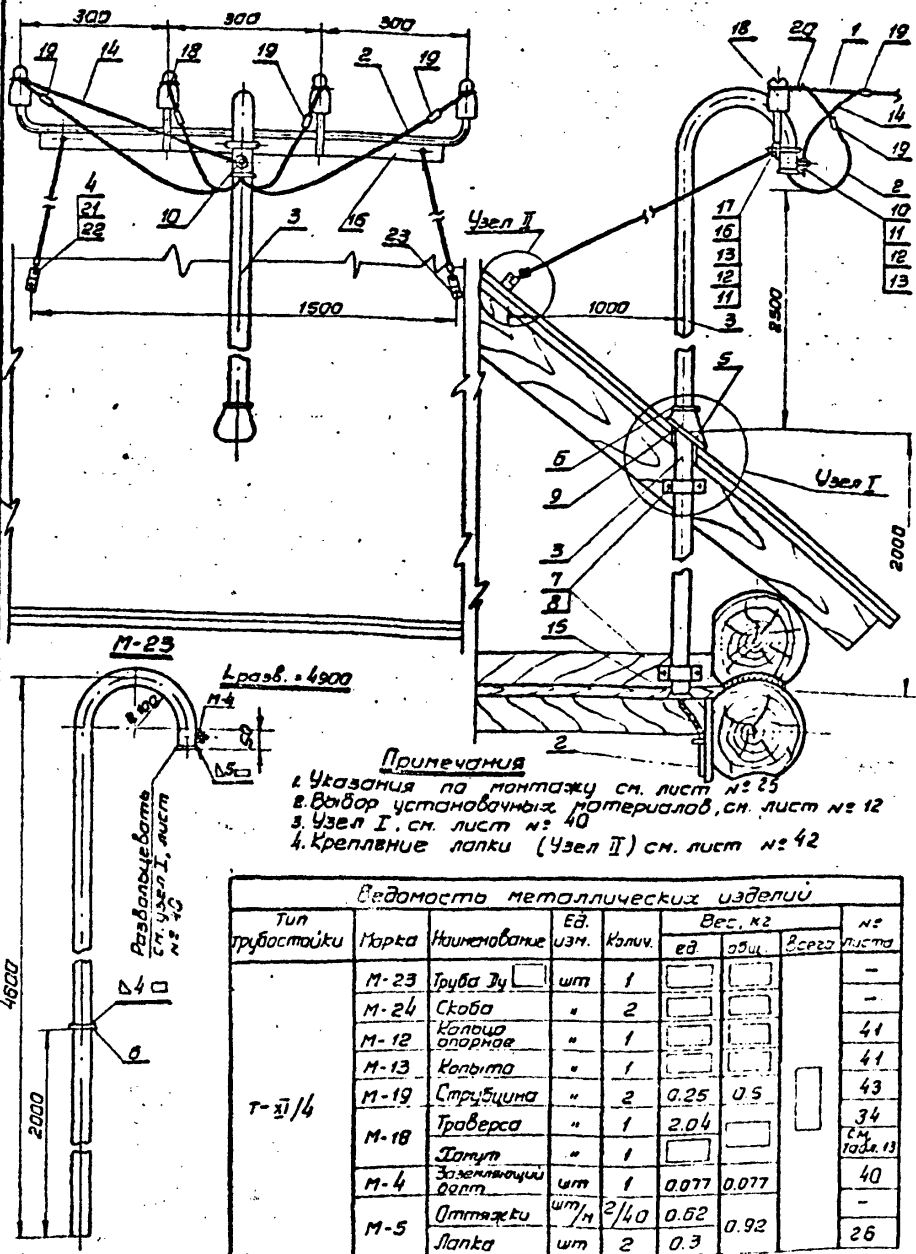 300 300 300
19 14 18 19 2 19
18 20 1 19
14
19
2
4
21
22
10 3 16 23
Узел II
17
16
13
12
11
10
11
12
13
1500
1000
3
2500
5
6
9
Узел I
3
7
8
15
2000
2
М-23
Lразв. = 4900
R 100
М-4
50
Δ5
Развальцевать
см. узел I, лист
№ 40
4600
Δ4
6
2000
Примечания
1. Указания по монтажу см. лист № 25
2. Выбор установочных материалов, см. лист № 12
3. Узел I, см. лист № 40
4. Крепление лапки (Узел II) см. лист № 42
Ведомость металлических изделий
Тип трубостойки Марка Наименование Ед. изм. Колич. Вес, кг № листа
ед. общ. Всего
Т-XI/4
М-23 Труба Ду шт 1 -
М-24 Скоба " 2 -
М-12 Кольцо опорное " 1 41
М-13 Копыто " 1 41
М-19 Струбцина " 2 0.25 0.5 43
М-18 Траверса " 1 2.04 34
Хомут " 1 см. табл. 13
М-4 Заземляющий болт шт 1 0.077 0.077 40
М-5 Оттяжки шт/м 2/40 0.62 0.92 -
Лапка шт 2 0.3 26